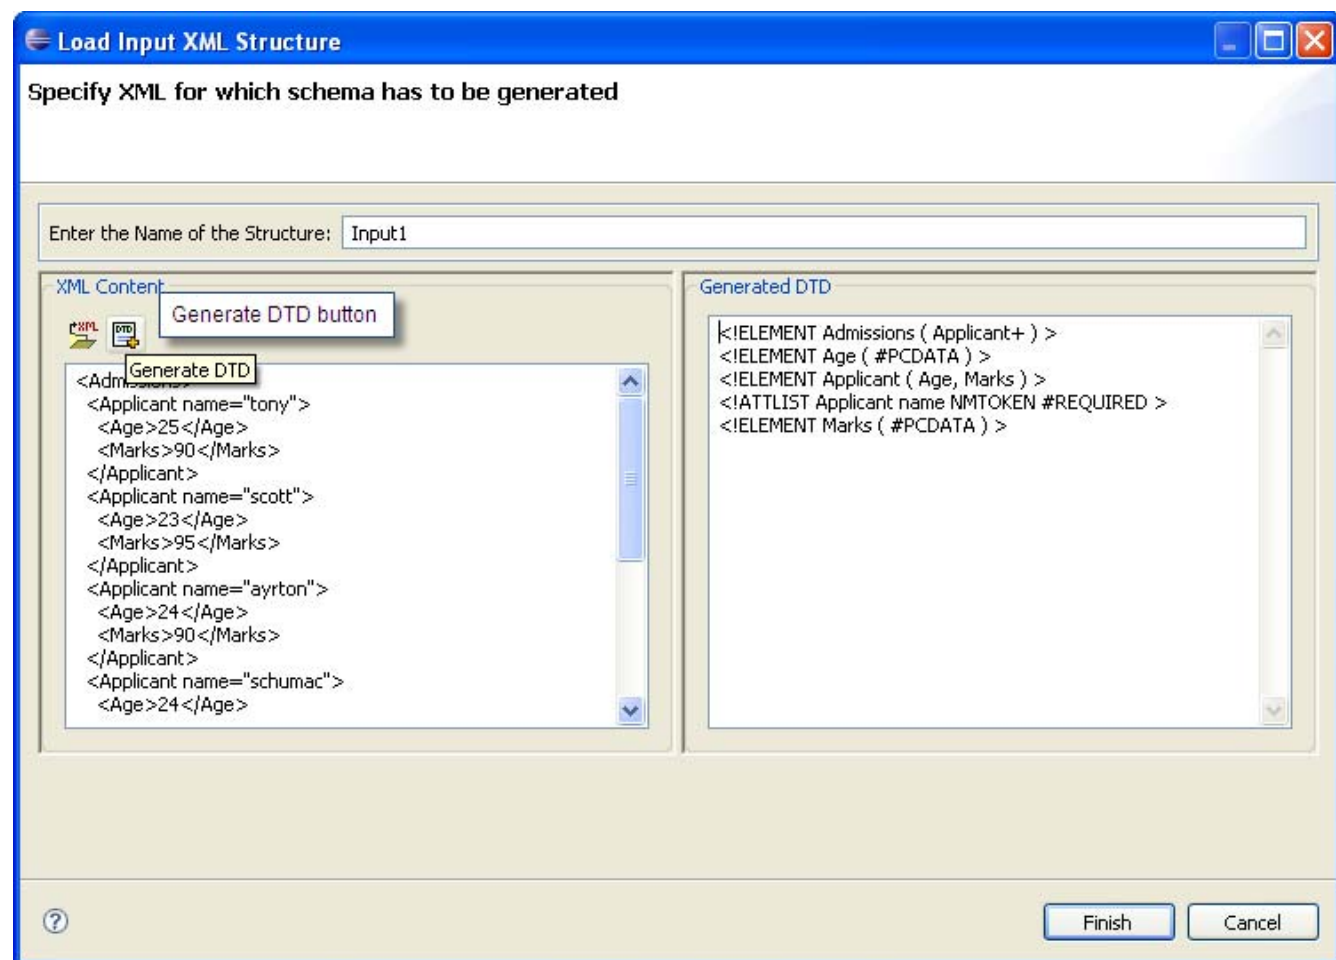 Load Input XML Structure
Specify XML for which schema has to be generated
Enter the Name of the Structure: Input1
XML Content
Generate DTD button
XML
DTD
Generate DTD
<Admissions>
<Applicant name="tony">
<Age>25</Age>
<Marks>90</Marks>
</Applicant>
<Applicant name="scott">
<Age>23</Age>
<Marks>95</Marks>
</Applicant>
<Applicant name="ayrton">
<Age>24</Age>
<Marks>90</Marks>
</Applicant>
<Applicant name="schumac">
<Age>24</Age>
Generated DTD
<!ELEMENT Admissions ( Applicant+ ) >
<!ELEMENT Age ( #PCDATA ) >
<!ELEMENT Applicant ( Age, Marks ) >
<!ATTLIST Applicant name NMTOKEN #REQUIRED >
<!ELEMENT Marks ( #PCDATA ) >
?
Finish
Cancel